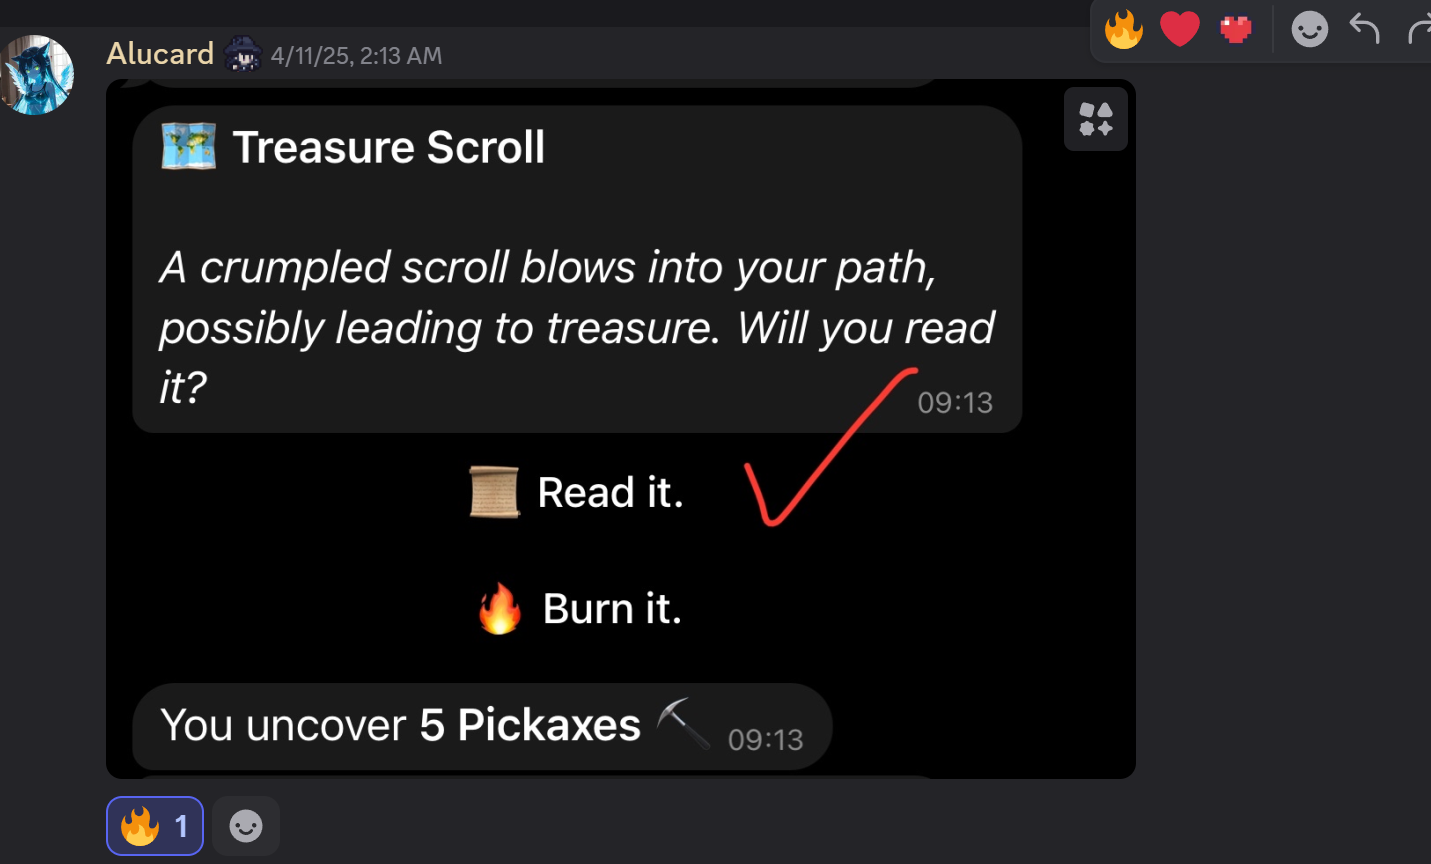 Alucard 4/11/25, 2:13 AM
Treasure Scroll
A crumpled scroll blows into your path,
possibly leading to treasure. Will you read
it?
09:13
Read it.
Burn it.
You uncover 5 Pickaxes 09:13
1